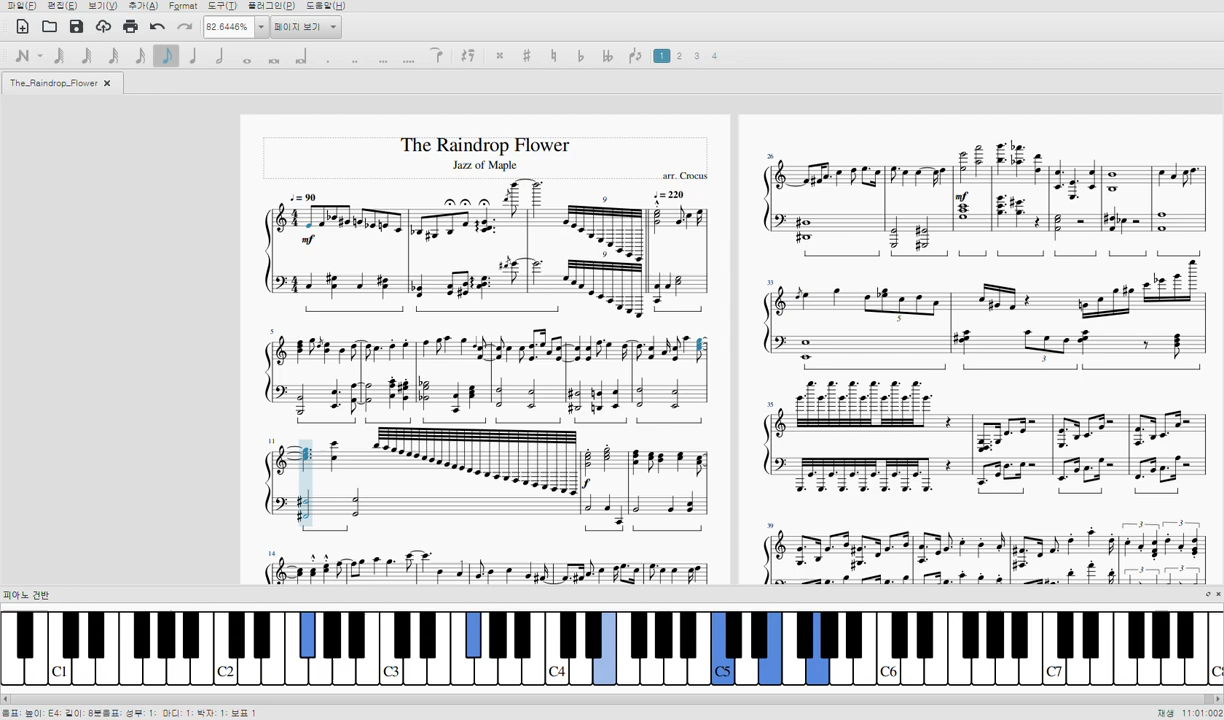 파일(F) 편집(E) 보기(V) 추가(A) Format 도구(T) 플러그인(P) 도움말(H)
82.6446% 페이지 보기
1 2 3 4
The_Raindrop_Flower
The Raindrop Flower
Jazz of Maple
arr. Crocus
♩ = 90
♩ = 220
9
mf
9
5
11
f
14
26
mf
33
5
3
35
39
3 3
3 3
피아노 건반
C1 C2 C3 C4 C5 C6 C7 C8
음표; 높이: E4; 길이: 8분음표; 성부: 1; 마디: 1; 박자: 1; 보표 1
재생 11:01:002